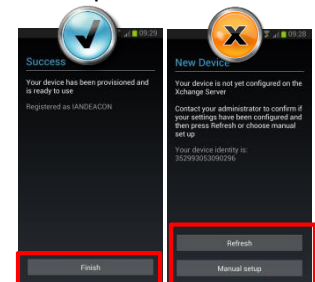 09:29
Success
Your device has been provisioned and
is ready to use
Registered as IANDEACON
Finish
09:28
New Device
Your device is not yet configured on the
Xchange Server
Contact your administrator to confirm if
your settings have been configured and
then press Refresh or choose manual
set up
Your device identity is:
352993053090296
Refresh
Manual setup